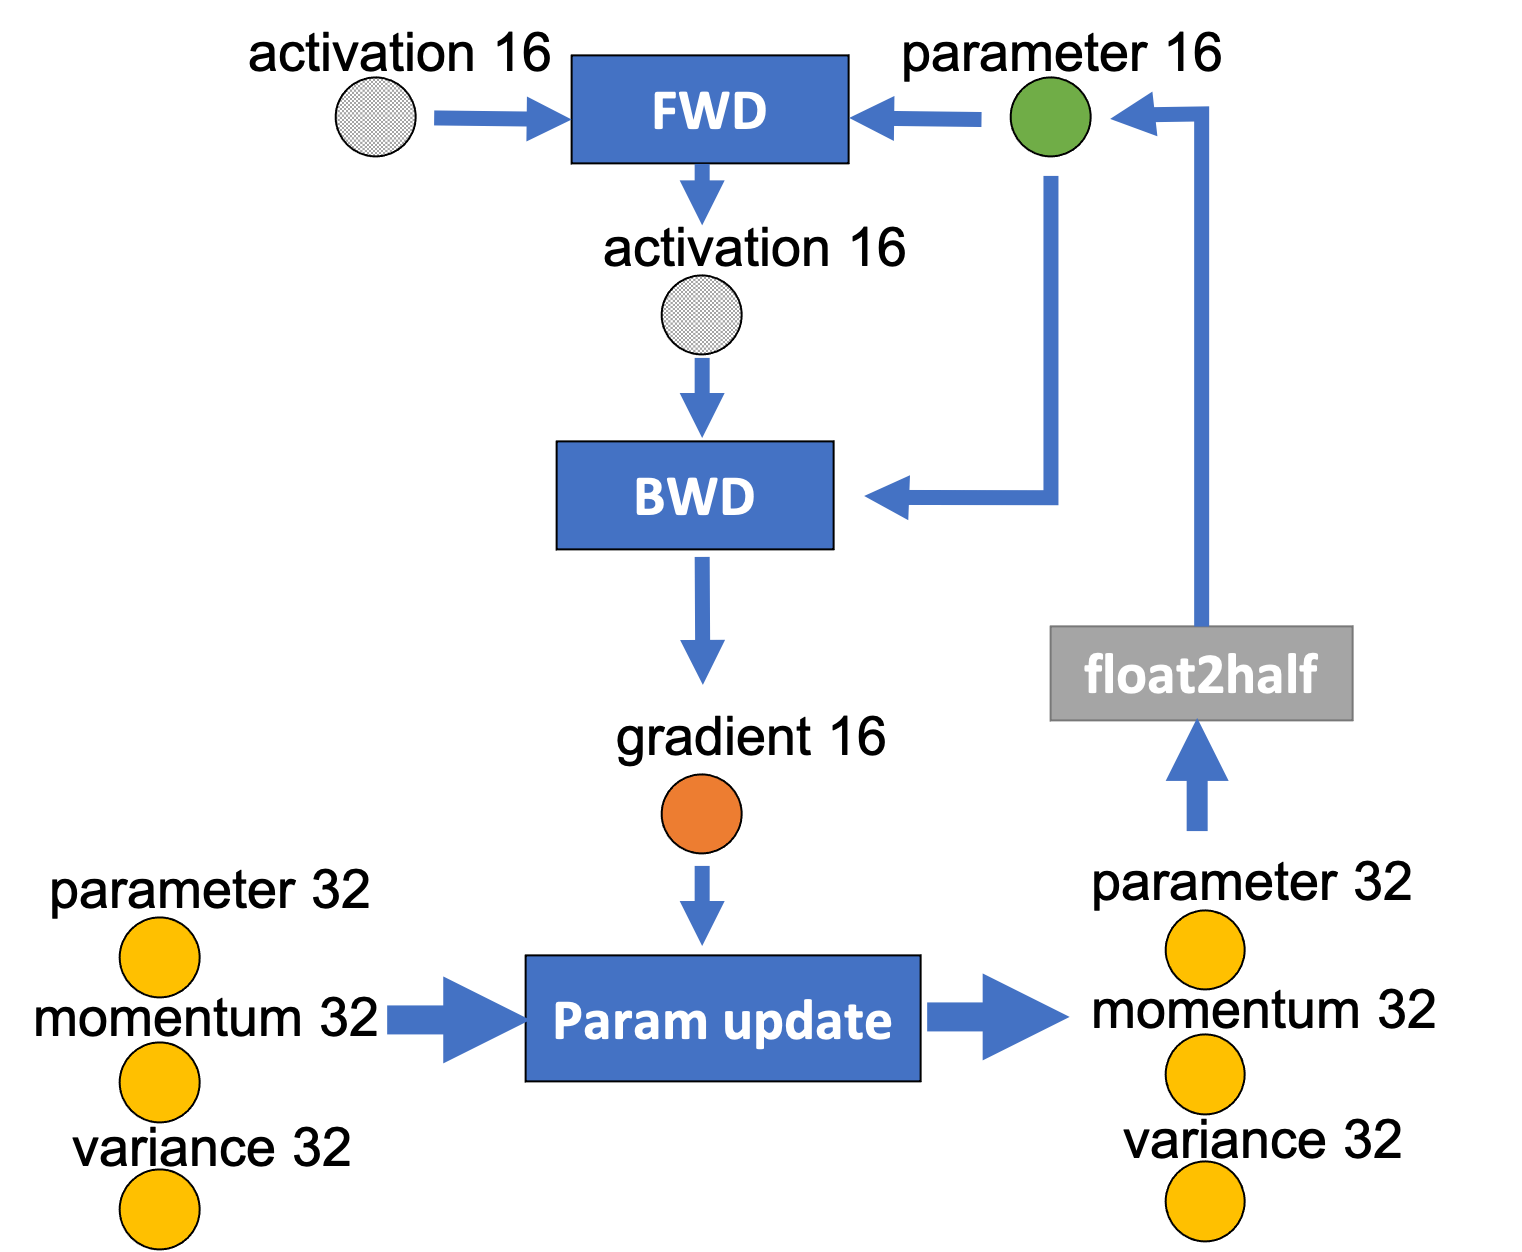 activation 16
FWD
parameter 16
activation 16
BWD
float2half
gradient 16
parameter 32
momentum 32
variance 32
Param update
parameter 32
momentum 32
variance 32